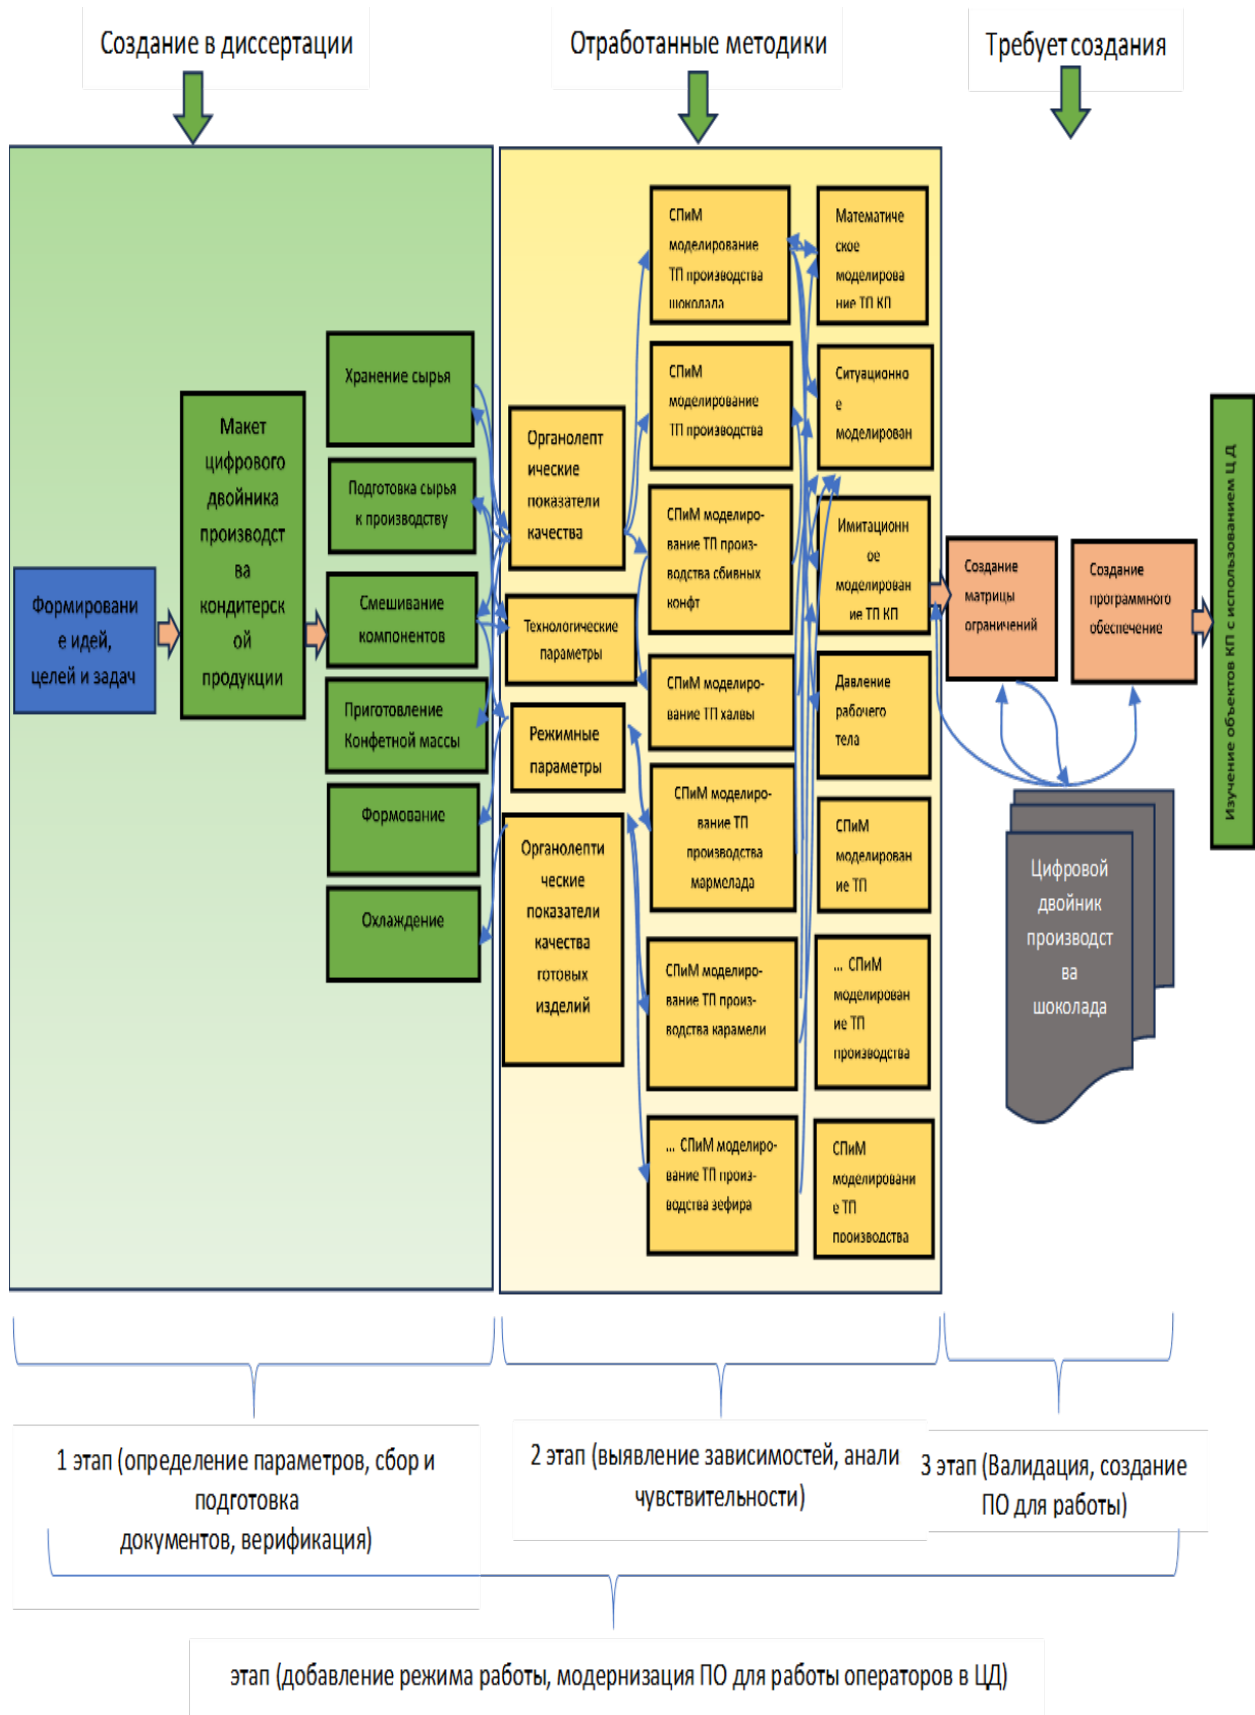 Создание в диссертации
Отработанные методики
Требует создания
Формировани
е идей,
целей и задач
Макет
цифрового
двойника
производст
ва
кондитерск
ой
продукции
Хранение сырья
Подготовка сырья
к производству
Смешивание
компонентов
Приготовление
Конфетной массы
Формование
Охлаждение
Органолепт
ические
показатели
качества
Технологические
параметры
Режимные
параметры
Органолепти
ческие
показатели
качества
готовых
изделий
СПиМ
моделирование
ТП производства
шоколала
СПиМ
моделирование
ТП производства
СПиМ моделиро-
вание ТП произ-
водства сбивных
конфт
СПиМ моделиро-
вание ТП халвы
СПиМ моделиро-
вание ТП
производства
мармелада
СПиМ моделиро-
вание ТП произ-
водства карамели
... СПиМ моделиро-
вание ТП произ-
водства зефира
Математиче
ское
моделирова
ние ТП КП
Ситуационно
е
моделирован
Имитационн
ое
моделирован
ие ТП КП
Давление
рабочего
тела
СПиМ
моделирован
ие ТП
... СПиМ
моделирован
ие ТП
производства
СПиМ
моделировани
е ТП
производства
Создание
матрицы
ограничений
Создание
программного
обеспечение
Изучение объектов КП с использованием ЦД
Цифровой
двойник
производст
ва
шоколада
1 этап (определение параметров, сбор и
подготовка
документов, верификация)
2 этап (выявление зависимостей, анали
чувствительности)
3 этап (Валидация, создание
ПО для работы)
этап (добавление режима работы, модернизация ПО для работы операторов в ЦД)